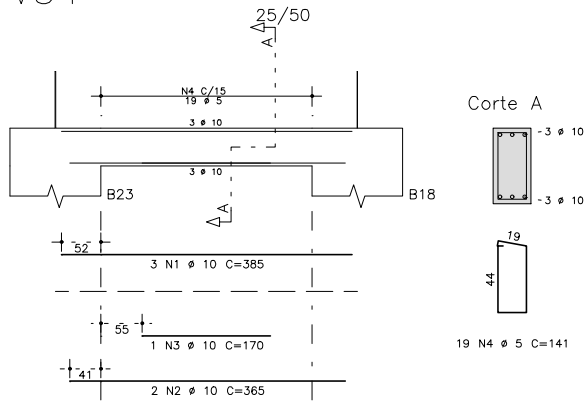 25/50
A
N4 C/15
19 ø 5
3 ø 10
3 ø 10
B23
B18
A
52
3 N1 ø 10 C=385
55
1 N3 ø 10 C=170
41
2 N2 ø 10 C=365
Corte A
3 ø 10
3 ø 10
19
44
19 N4 ø 5 C=141